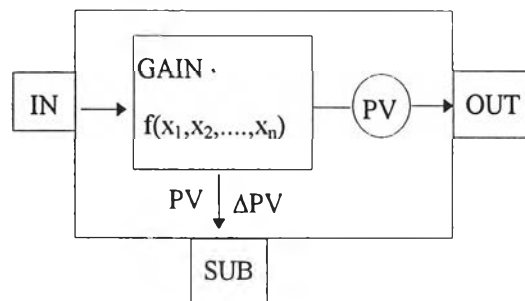 GAIN
IN
f(x₁,x₂,....,xₙ)
PV
OUT
PV ΔPV
SUB